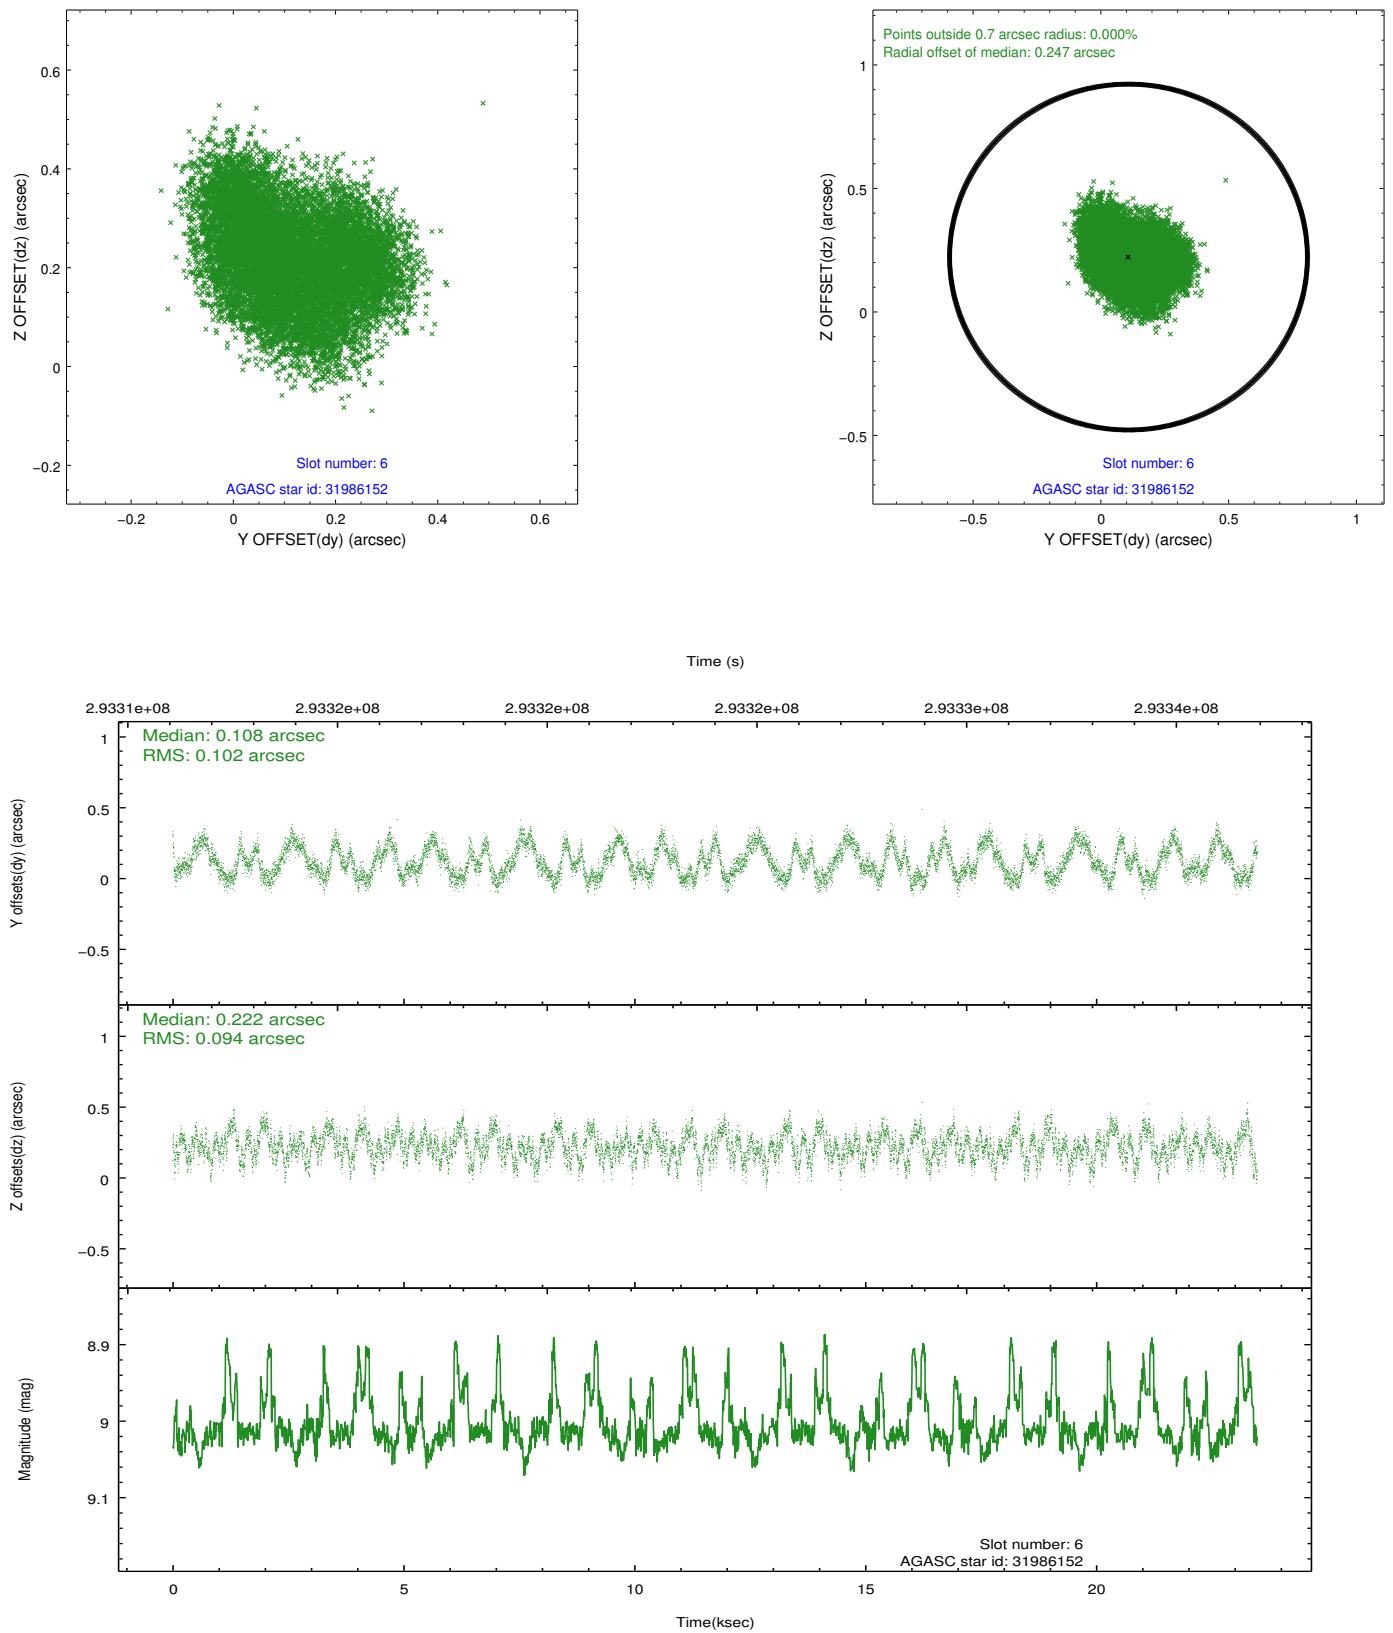 0.6
0.4
0.2
0
−0.2
Z OFFSET(dz) (arcsec)
Slot number: 6
AGASC star id: 31986152
−0.2 0 0.2 0.4 0.6
Y OFFSET(dy) (arcsec)
Points outside 0.7 arcsec radius: 0.000%
Radial offset of median: 0.247 arcsec
1
0.5
0
−0.5
Z OFFSET(dz) (arcsec)
Slot number: 6
AGASC star id: 31986152
−0.5 0 0.5 1
Y OFFSET(dy) (arcsec)
Time (s)
2.9331e+08 2.9332e+08 2.9332e+08 2.9332e+08 2.9333e+08 2.9334e+08
Median: 0.108 arcsec
RMS: 0.102 arcsec
1
0.5
0
−0.5
Y offsets(dy) (arcsec)
Median: 0.222 arcsec
RMS: 0.094 arcsec
1
0.5
0
−0.5
Z offsets(dz) (arcsec)
8.9
9
9.1
Magnitude (mag)
Slot number: 6
AGASC star id: 31986152
0 5 10 15 20
Time(ksec)